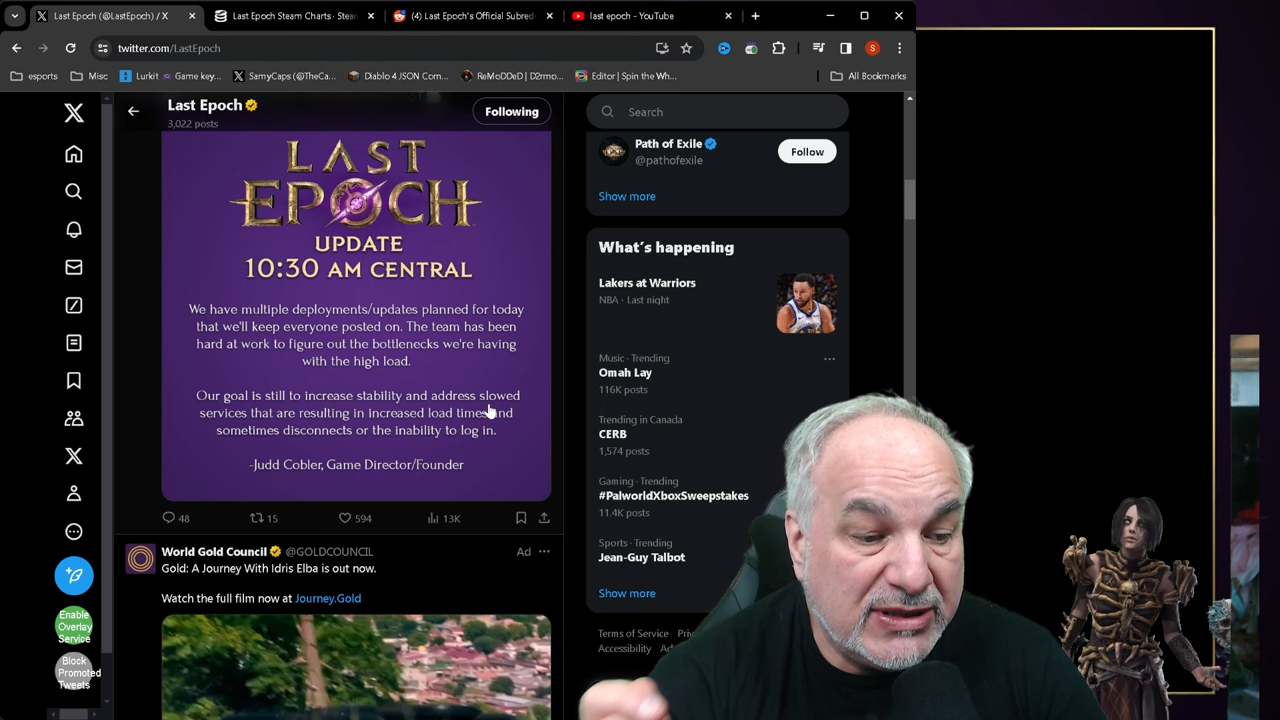 Last Epoch (@LastEpoch) / X
Last Epoch Steam Charts · Stea
(4) Last Epoch's Official Subred
last epoch - YouTube
twitter.com/LastEpoch
S
esports
Misc
Lurkit Game key...
SamyCaps (@TheCa...
Diablo 4 JSON Com...
ReMoDDeD | D2rmo...
Editor | Spin the Wh...
All Bookmarks
Last Epoch
3,022 posts
Following
Search
LAST
EPOCH
UPDATE
10:30 AM CENTRAL
We have multiple deployments/updates planned for today
that we'll keep everyone posted on. The team has been
hard at work to figure out the bottlenecks we're having
with the high load.
Our goal is still to increase stability and address slowed
services that are resulting in increased load times and
sometimes disconnects or the inability to log in.
-Judd Cobler, Game Director/Founder
48
15
594
13K
World Gold Council @GOLDCOUNCIL
Ad
Gold: A Journey With Idris Elba is out now.
Watch the full film now at Journey.Gold
Enable
Overlay
Service
Block
Promoted
Tweets
Path of Exile
@pathofexile
Follow
Show more
What's happening
Lakers at Warriors
NBA · Last night
Music · Trending
Omah Lay
116K posts
Trending in Canada
CERB
1,574 posts
Gaming · Trending
#PalworldXboxSweepstakes
11.4K posts
Sports · Trending
Jean-Guy Talbot
Show more
Terms of Service
Accessibility